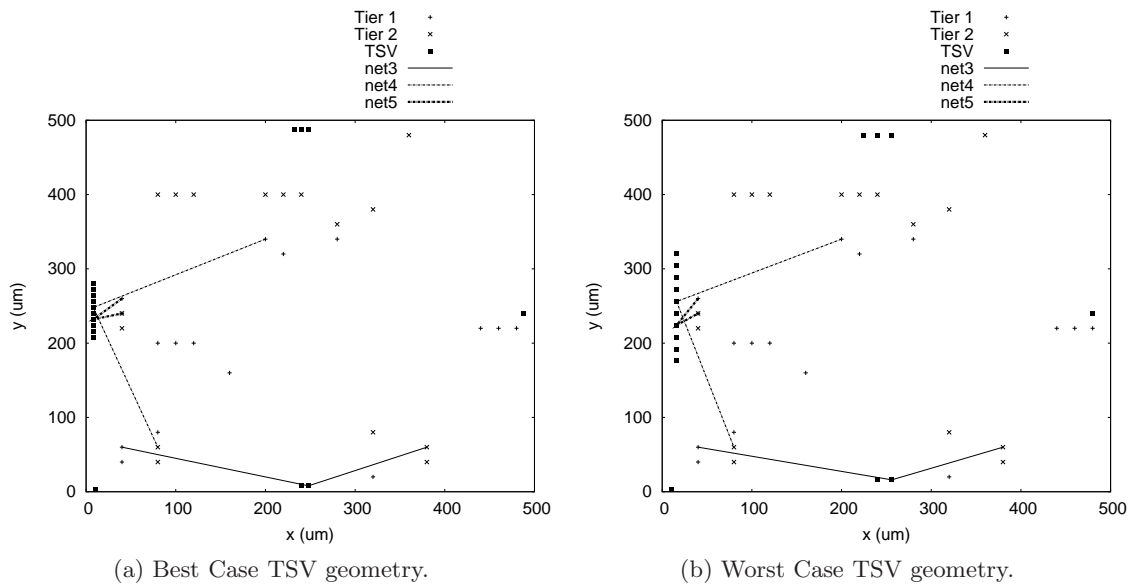 Tier 1
Tier 2
TSV
net3
net4
net5
500
400
300
200
100
0
y (um)
0 100 200 300 400 500
x (um)
(a) Best Case TSV geometry.
Tier 1
Tier 2
TSV
net3
net4
net5
500
400
300
200
100
0
y (um)
0 100 200 300 400 500
x (um)
(b) Worst Case TSV geometry.